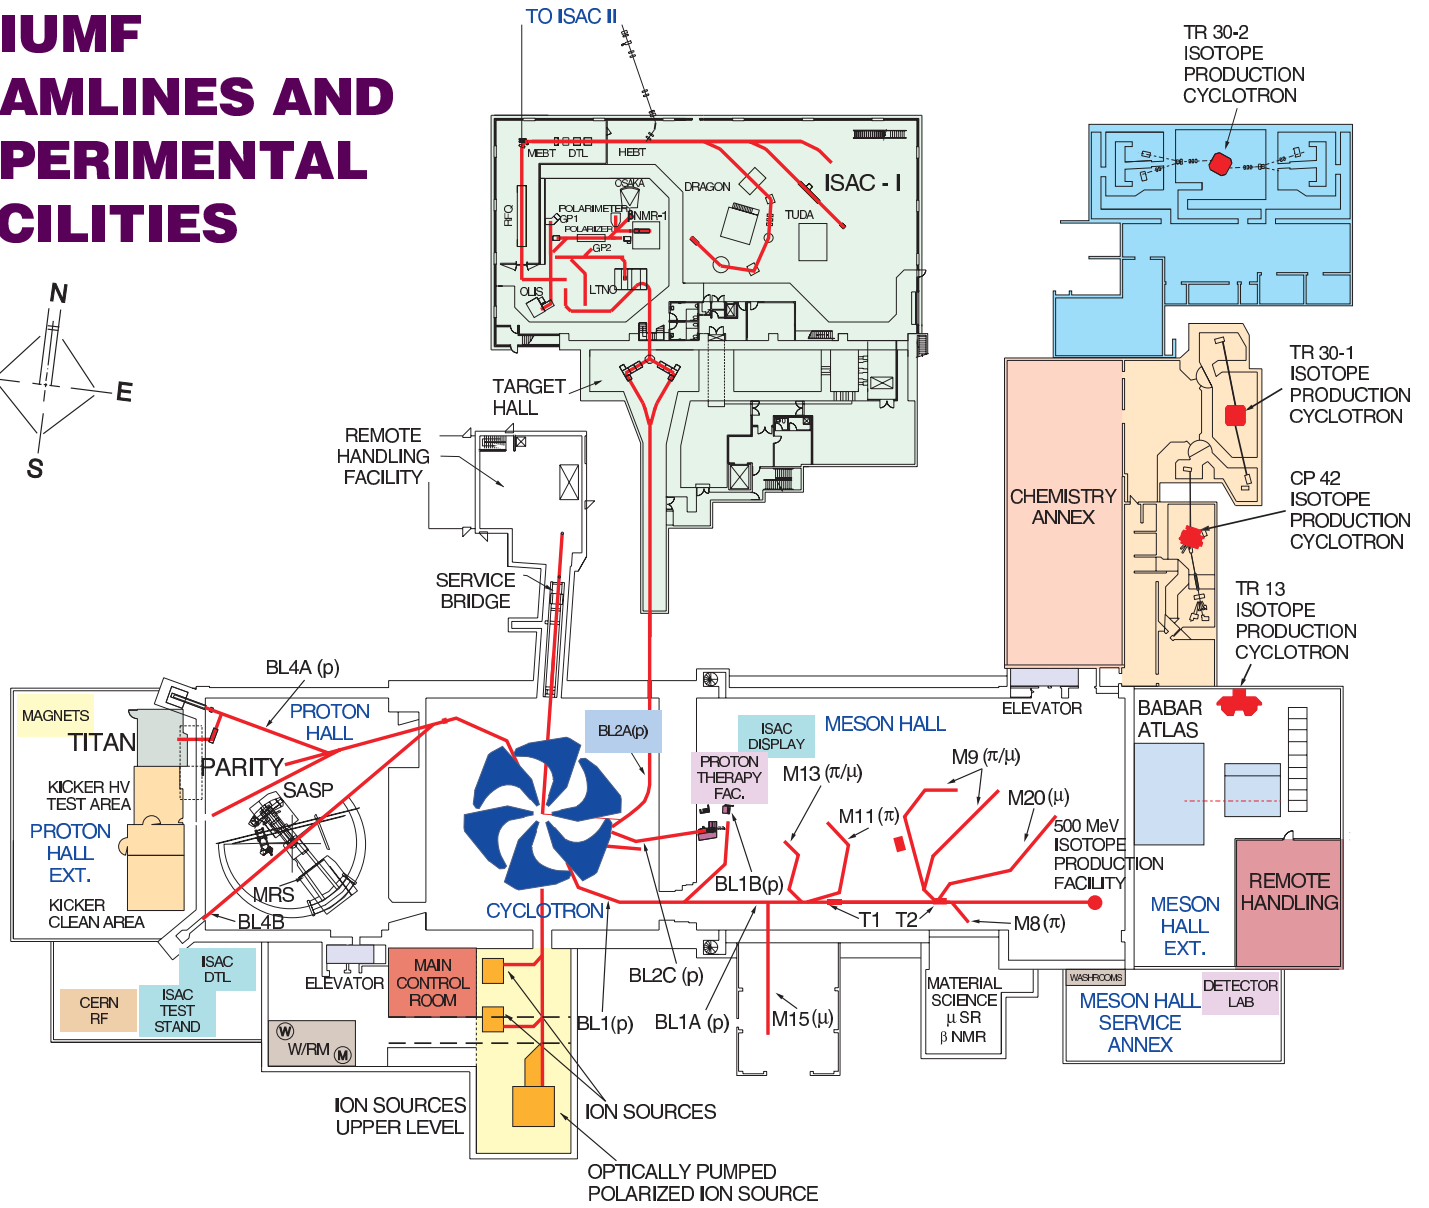 IUMF
AMLINES AND
PERIMENTAL
CILITIES
N
E
S
TO ISAC II
MEBT
DTL
HEBT
ISAC - I
RFQ
OSAKA
DRAGON
TUDA
POLARIMETER
GP1
βNMR-1
POLARIZER
GP2
OLIS
LTNO
TARGET
HALL
TR 30-2
ISOTOPE
PRODUCTION
CYCLOTRON
TR 30-1
ISOTOPE
PRODUCTION
CYCLOTRON
CP 42
ISOTOPE
PRODUCTION
CYCLOTRON
TR 13
ISOTOPE
PRODUCTION
CYCLOTRON
CHEMISTRY
ANNEX
REMOTE
HANDLING
FACILITY
SERVICE
BRIDGE
BL4A (p)
MAGNETS
TITAN
PROTON
HALL
PARITY
SASP
KICKER HV
TEST AREA
PROTON
HALL
EXT.
KICKER
CLEAN AREA
MRS
BL4B
BL2A(p)
CYCLOTRON
ISAC
DISPLAY
PROTON
THERAPY
FAC.
MESON HALL
M13 (π/μ)
M9 (π/μ)
M11 (π)
M20 (μ)
500 MeV
ISOTOPE
PRODUCTION
FACILITY
ELEVATOR
BABAR
ATLAS
BL1B(p)
T1
T2
M8 (π)
MESON
HALL
EXT.
REMOTE
HANDLING
ISAC
DTL
CERN
RF
ISAC
TEST
STAND
ELEVATOR
MAIN
CONTROL
ROOM
W
W/RM
M
BL2C (p)
BL1(p)
BL1A (p)
M15(μ)
MATERIAL
SCIENCE
μ SR
β NMR
WASHROOMS
MESON HALL
SERVICE
ANNEX
DETECTOR
LAB
ION SOURCES
UPPER LEVEL
ION SOURCES
OPTICALLY PUMPED
POLARIZED ION SOURCE